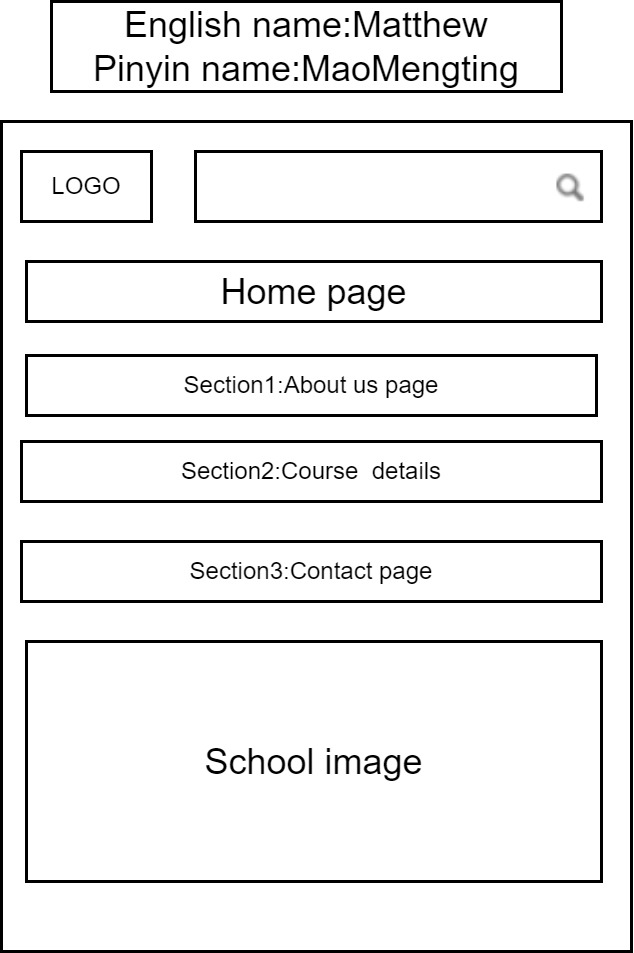 English name:Matthew
Pinyin name:MaoMengting
LOGO
Home page
Section1:About us page
Section2:Course  details
Section3:Contact page
School image